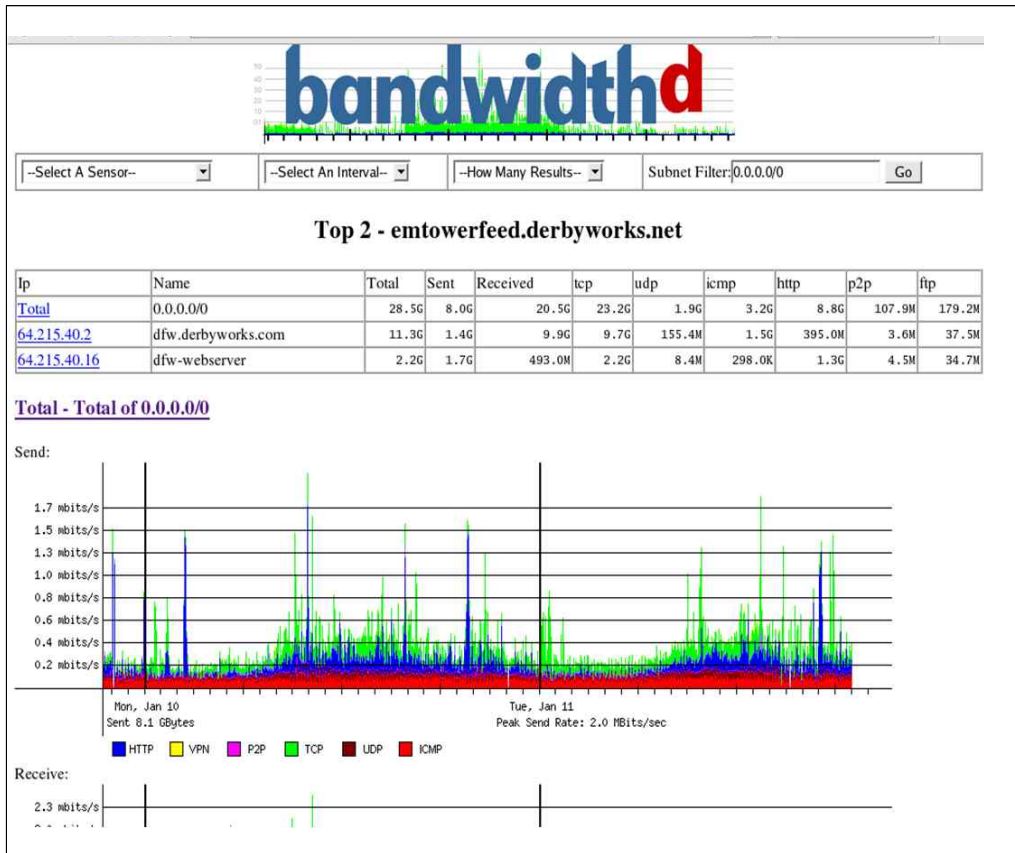 bandwidthd
--Select A Sensor-- --Select An Interval-- --How Many Results-- Subnet Filter: 0.0.0.0/0 Go
Top 2 - emtowerfeed.derbyworks.net
Ip Name Total Sent Received tcp udp icmp http p2p ftp
Total 0.0.0.0/0 28.5G 8.0G 20.5G 23.2G 1.9G 3.2G 8.8G 107.9M 179.2M
64.215.40.2 dfw.derbyworks.com 11.3G 1.4G 9.9G 9.7G 155.4M 1.5G 395.0M 3.6M 37.5M
64.215.40.16 dfw-webserver 2.2G 1.7G 493.0M 2.2G 8.4M 298.0K 1.3G 4.5M 34.7M
Total - Total of 0.0.0.0/0
Send:
1.7 mbits/s
1.5 mbits/s
1.3 mbits/s
1.0 mbits/s
0.8 mbits/s
0.6 mbits/s
0.4 mbits/s
0.2 mbits/s
Mon, Jan 10 Tue, Jan 11
Sent 8.1 GBytes Peak Send Rate: 2.0 MBits/sec
HTTP VPN P2P TCP UDP ICMP
Receive:
2.3 mbits/s